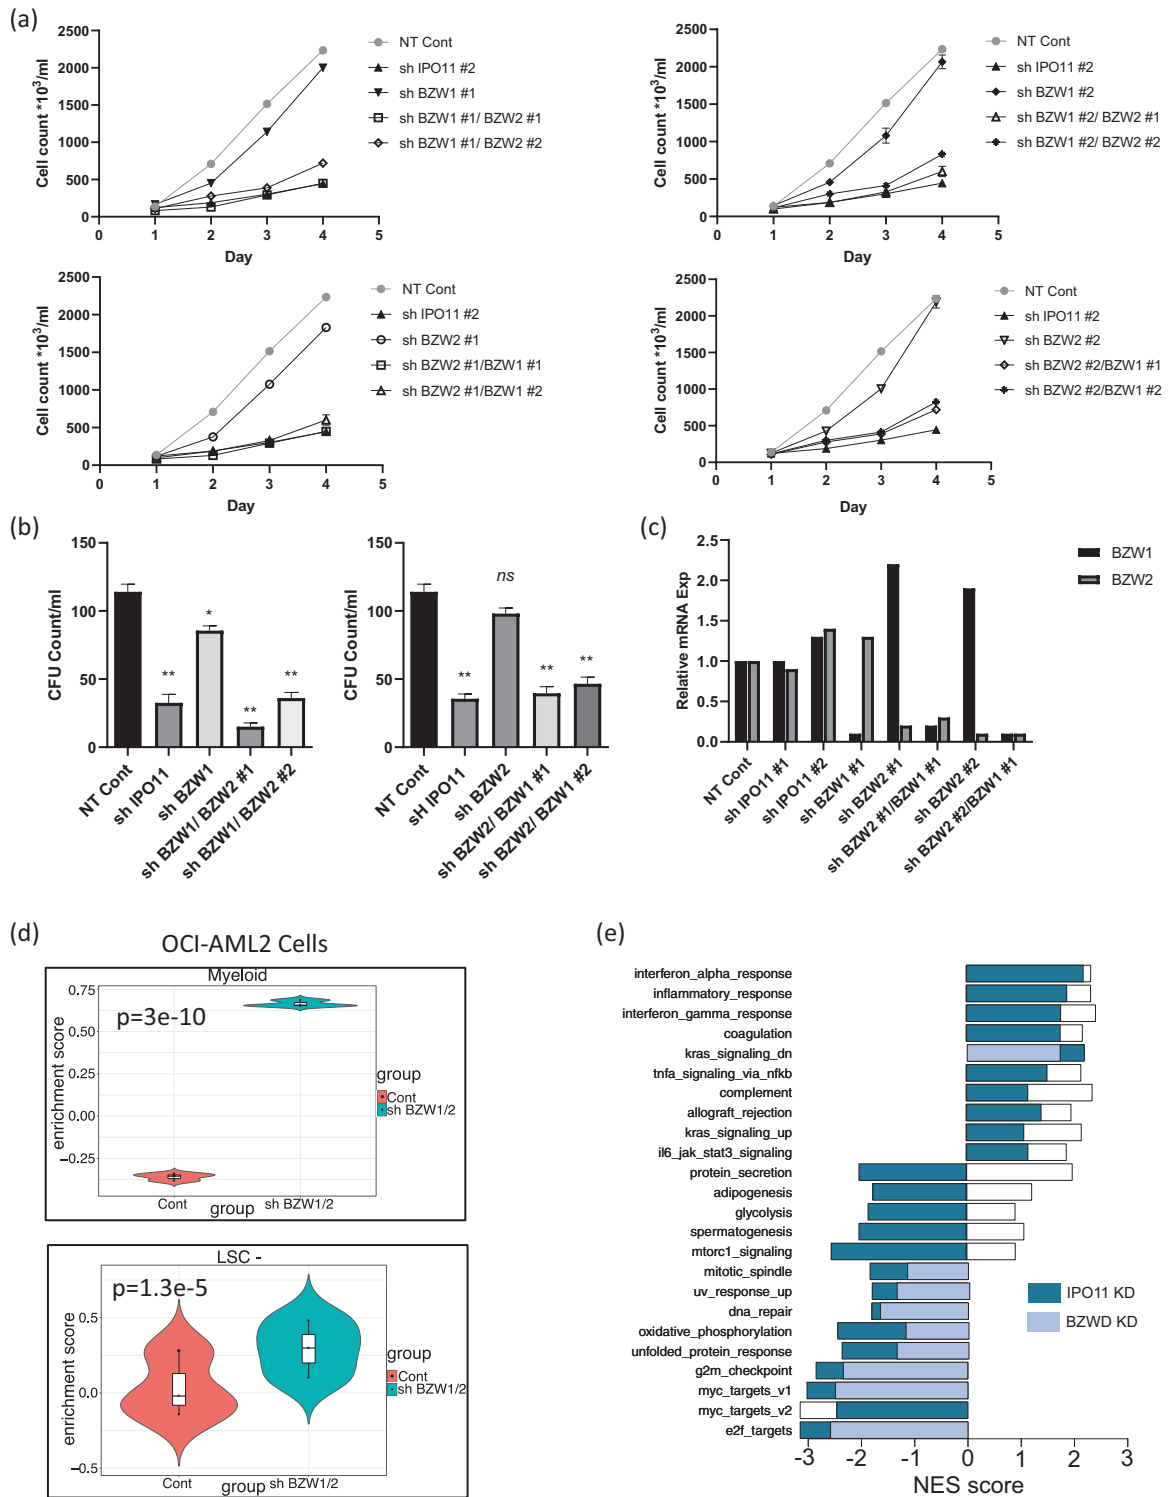 (a)
2500
2000
1500
1000
500
0
0 1 2 3 4 5
Cell count *10³/ml
Day
NT Cont
sh IPO11 #2
sh BZW1 #1
sh BZW1 #1/ BZW2 #1
sh BZW1 #1/ BZW2 #2
2500
2000
1500
1000
500
0
0 1 2 3 4 5
Cell count *10³/ml
Day
NT Cont
sh IPO11 #2
sh BZW1 #2
sh BZW1 #2/ BZW2 #1
sh BZW1 #2/ BZW2 #2
2500
2000
1500
1000
500
0
0 1 2 3 4 5
Cell count *10³/ml
Day
NT Cont
sh IPO11 #2
sh BZW2 #1
sh BZW2 #1/BZW1 #1
sh BZW2 #1/BZW1 #2
2500
2000
1500
1000
500
0
0 1 2 3 4 5
Cell count *10³/ml
Day
NT Cont
sh IPO11 #2
sh BZW2 #2
sh BZW2 #2/BZW1 #1
sh BZW2 #2/BZW1 #2
(b)
150
100
50
0
CFU Count/ml
**
*
**
**
NT Cont
sh IPO11
sh BZW1
sh BZW1/ BZW2 #1
sh BZW1/ BZW2 #2
150
100
50
0
CFU Count/ml
**
ns
**
**
NT Cont
sH IPO11
sh BZW2
sh BZW2/ BZW1 #1
sh BZW2/ BZW1 #2
(c)
2.5
2.0
1.5
1.0
0.5
0.0
Relative mRNA Exp
BZW1
BZW2
NT Cont
sh IPO11 #1
sh IPO11 #2
sh BZW1 #1
sh BZW2 #1
sh BZW2 #1/BZW1 #1
sh BZW2 #2
sh BZW2 #2/BZW1 #1
(d)
OCI-AML2 Cells
Myeloid
p=3e-10
0.75
0.50
0.25
0.00
−0.25
enrichment score
Cont
sh BZW1/2
group
group
Cont
sh BZW1/2
LSC -
p=1.3e-5
0.5
0.0
−0.5
enrichment score
Cont
sh BZW1/2
group
group
Cont
sh BZW1/2
(e)
interferon_alpha_response
inflammatory_response
interferon_gamma_response
coagulation
kras_signaling_dn
tnfa_signaling_via_nfkb
complement
allograft_rejection
kras_signaling_up
il6_jak_stat3_signaling
protein_secretion
adipogenesis
glycolysis
spermatogenesis
mtorc1_signaling
mitotic_spindle
uv_response_up
dna_repair
oxidative_phosphorylation
unfolded_protein_response
g2m_checkpoint
myc_targets_v1
myc_targets_v2
e2f_targets
IPO11 KD
BZWD KD
-3 -2 -1 0 1 2 3
NES score